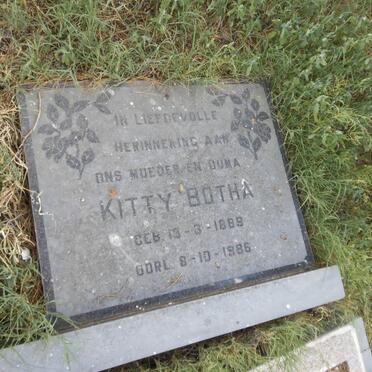 IN LIEFDEVOLLE
HERINNERING AAN
ONS MOEDER EN OUMA
KITTY BOTHA
GEB 13-3-1889
OORL 8-10-1986